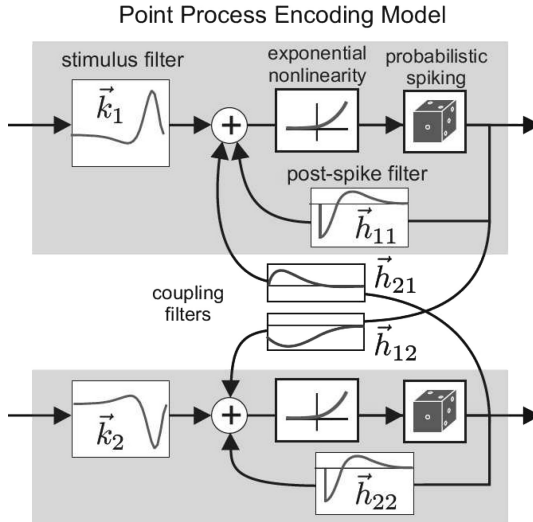 Point Process Encoding Model
stimulus filter
exponential
nonlinearity
probabilistic
spiking
k⃗₁
+
post-spike filter
h⃗₁₁
h⃗₂₁
coupling
filters
h⃗₁₂
k⃗₂
+
h⃗₂₂